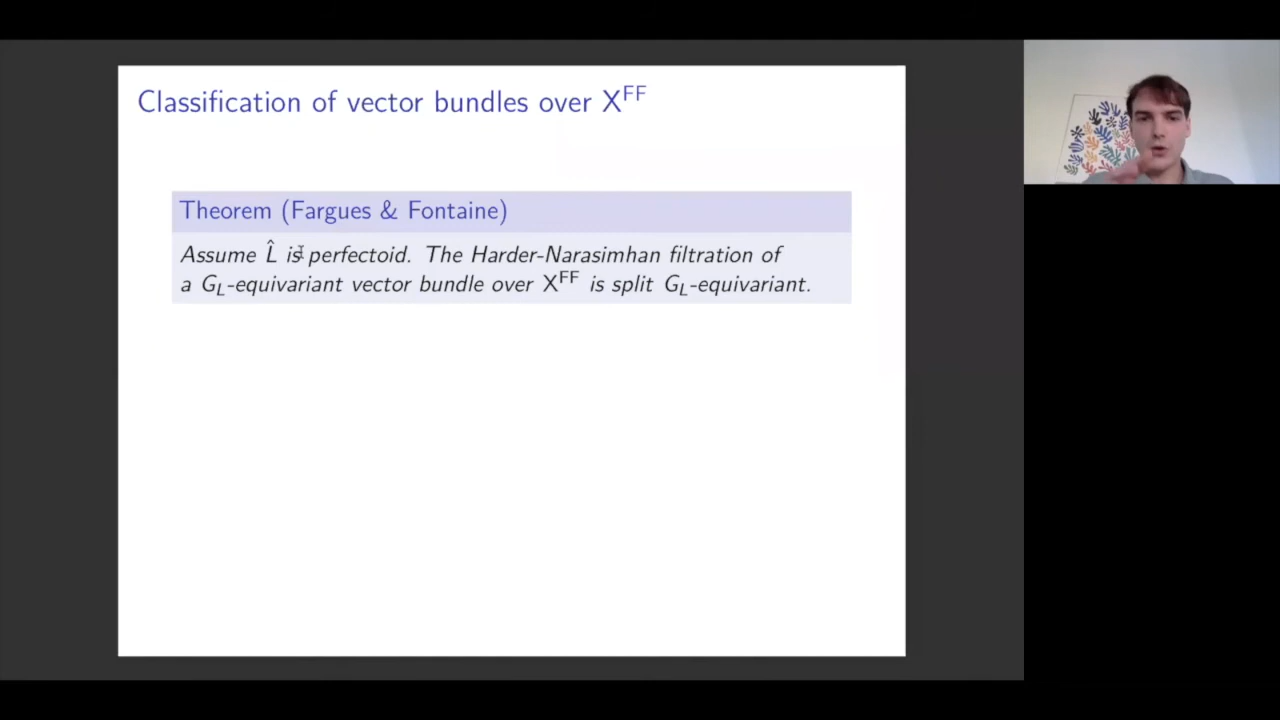 Classification of vector bundles over X^FF
Theorem (Fargues & Fontaine)
Assume L̂ is perfectoid. The Harder-Narasimhan filtration of
a G_L-equivariant vector bundle over X^FF is split G_L-equivariant.